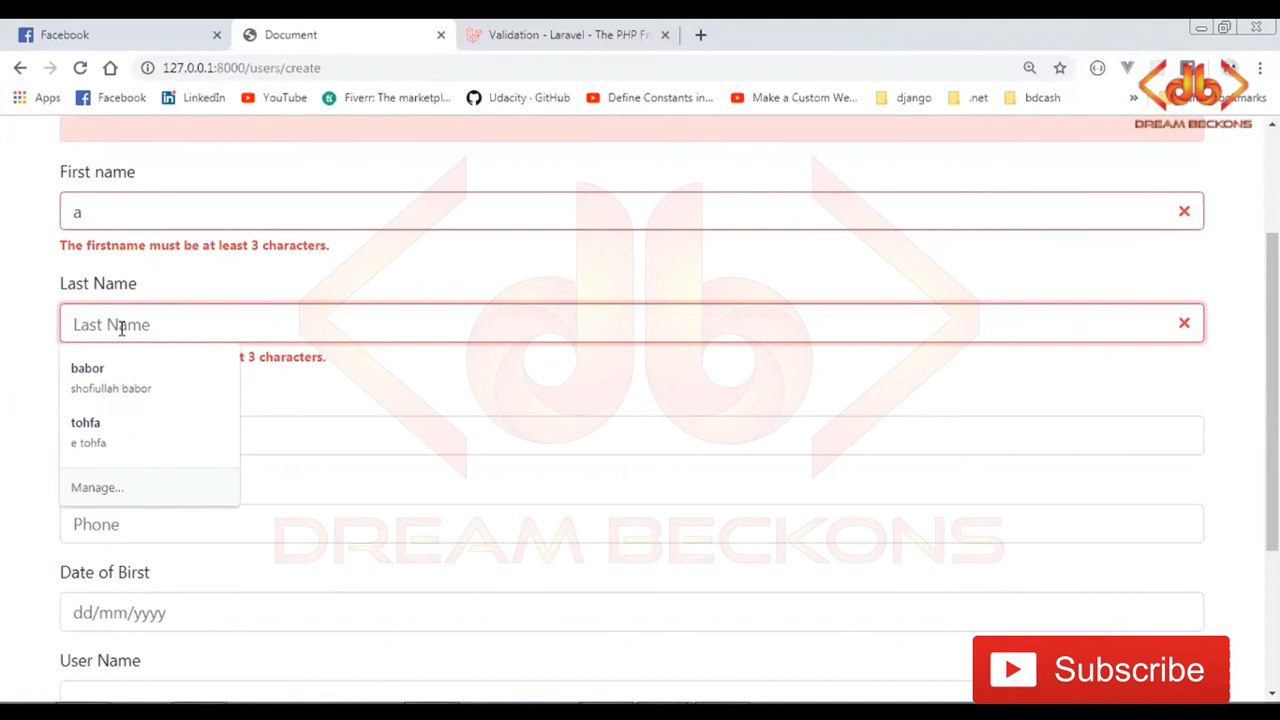 Facebook
Document
Validation - Laravel - The PHP Fr
127.0.0.1:8000/users/create
Apps
Facebook
LinkedIn
YouTube
Fiverr: The marketpl...
Udacity · GitHub
Define Constants in...
Make a Custom We...
django
.net
bdcash
»
okmarks
DREAM BECKONS
First name
a
The firstname must be at least 3 characters.
Last Name
Last Name
t 3 characters.
babor
shofiullah babor
tohfa
e tohfa
Manage...
Phone
DREAM BECKONS
Date of Birst
dd/mm/yyyy
User Name
Subscribe